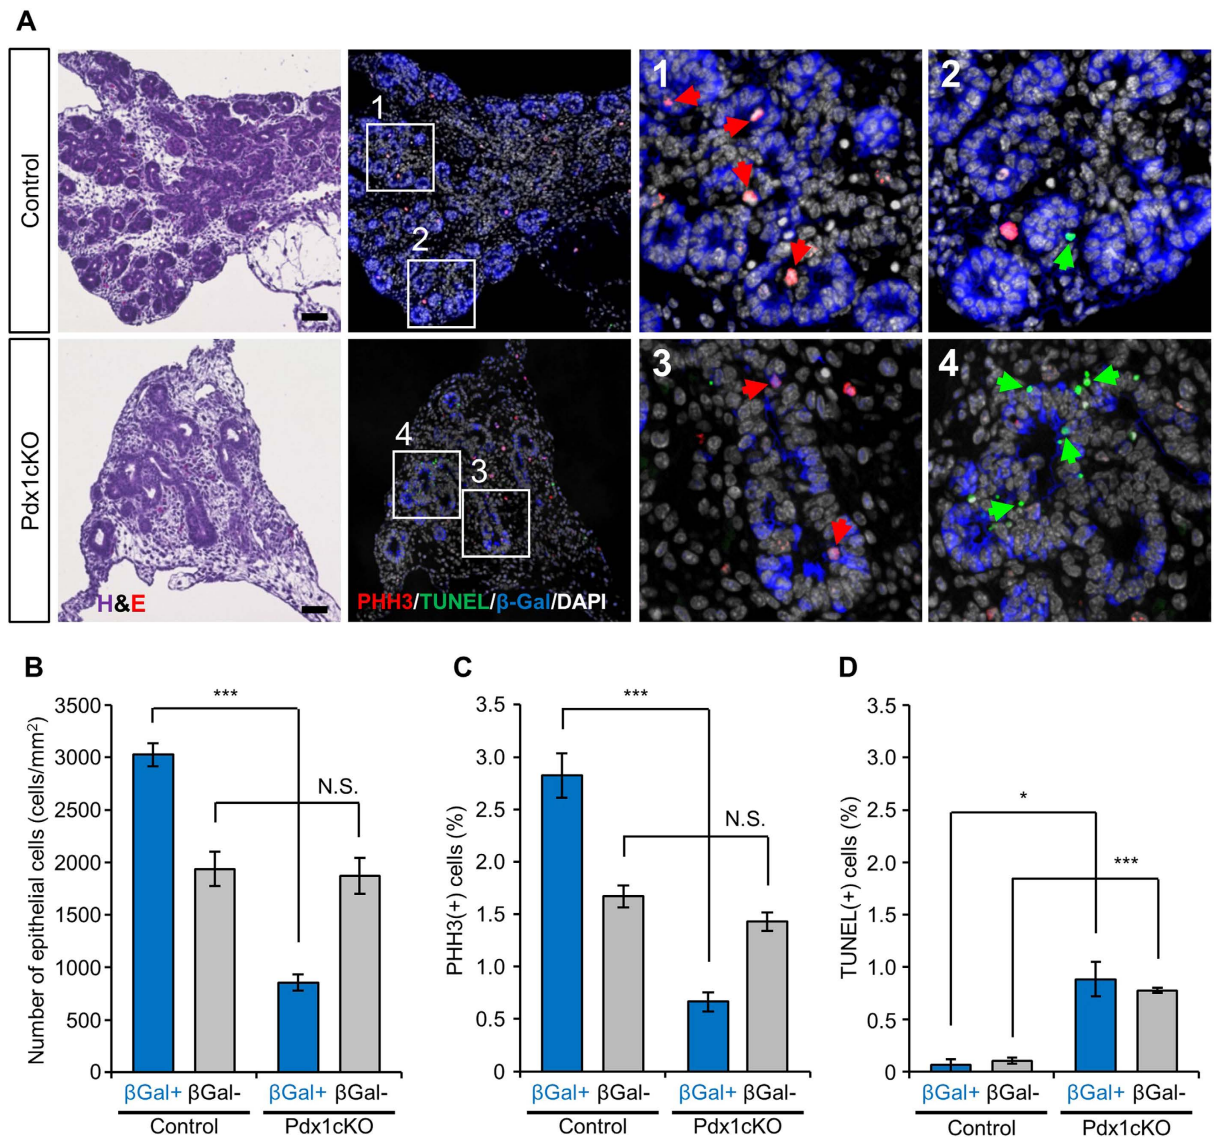 A
Control
1
2
1
2
Pdx1cKO
H&E
4
3
PHH3/TUNEL/β-Gal/DAPI
3
4
B
Number of epithelial cells (cells/mm²)
3500
3000
2500
2000
1500
1000
500
0
***
N.S.
βGal+ βGal- βGal+ βGal-
Control Pdx1cKO
C
PHH3(+) cells (%)
3.5
3.0
2.5
2.0
1.5
1.0
0.5
0
***
N.S.
βGal+ βGal- βGal+ βGal-
Control Pdx1cKO
D
TUNEL(+) cells (%)
3.5
3.0
2.5
2.0
1.5
1.0
0.5
0
*
***
βGal+ βGal- βGal+ βGal-
Control Pdx1cKO